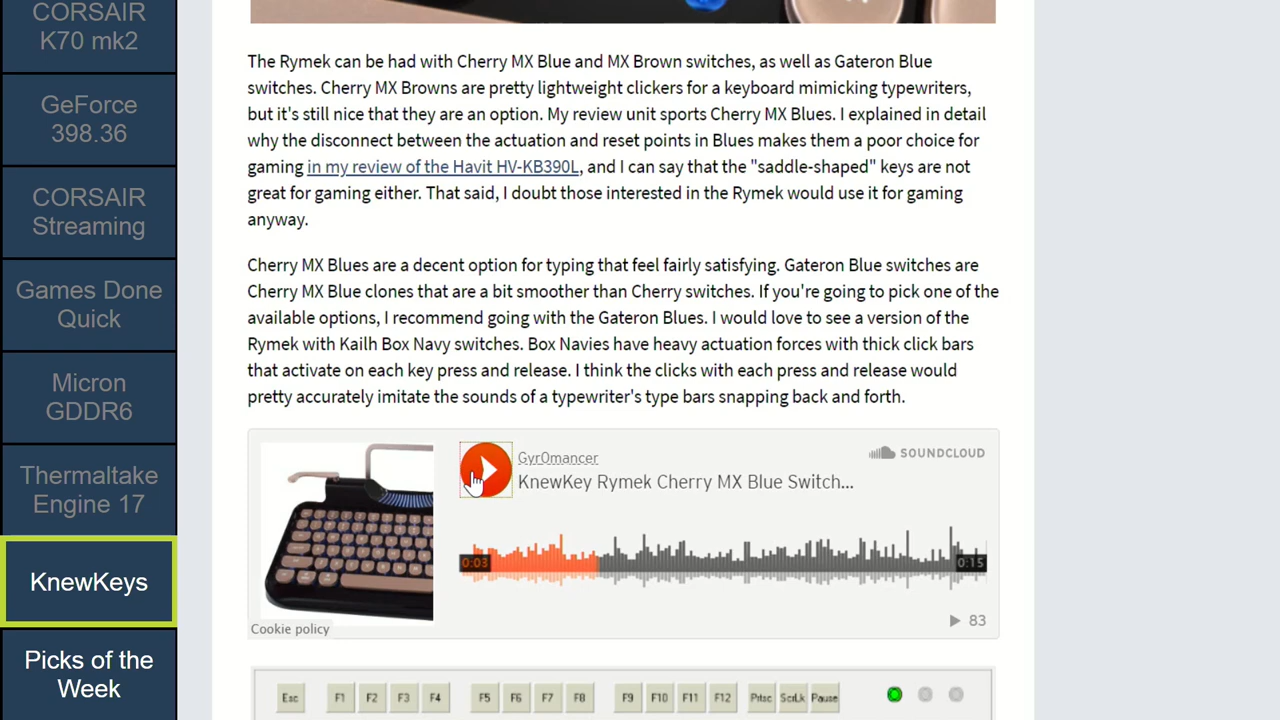 CORSAIR
K70 mk2
GeForce
398.36
CORSAIR
Streaming
Games Done
Quick
Micron
GDDR6
Thermaltake
Engine 17
KnewKeys
Picks of the
Week
The Rymek can be had with Cherry MX Blue and MX Brown switches, as well as Gateron Blue
switches. Cherry MX Browns are pretty lightweight clickers for a keyboard mimicking typewriters,
but it's still nice that they are an option. My review unit sports Cherry MX Blues. I explained in detail
why the disconnect between the actuation and reset points in Blues makes them a poor choice for
gaming in my review of the Havit HV-KB390L, and I can say that the "saddle-shaped" keys are not
great for gaming either. That said, I doubt those interested in the Rymek would use it for gaming
anyway.
Cherry MX Blues are a decent option for typing that feel fairly satisfying. Gateron Blue switches are
Cherry MX Blue clones that are a bit smoother than Cherry switches. If you're going to pick one of the
available options, I recommend going with the Gateron Blues. I would love to see a version of the
Rymek with Kailh Box Navy switches. Box Navies have heavy actuation forces with thick click bars
that activate on each key press and release. I think the clicks with each press and release would
pretty accurately imitate the sounds of a typewriter's type bars snapping back and forth.
Gyr0mancer
SOUNDCLOUD
KnewKey Rymek Cherry MX Blue Switch...
0:03
0:15
Cookie policy
83
Esc F1 F2 F3 F4 F5 F6 F7 F8 F9 F10 F11 F12 Prtsc ScrLk Pause